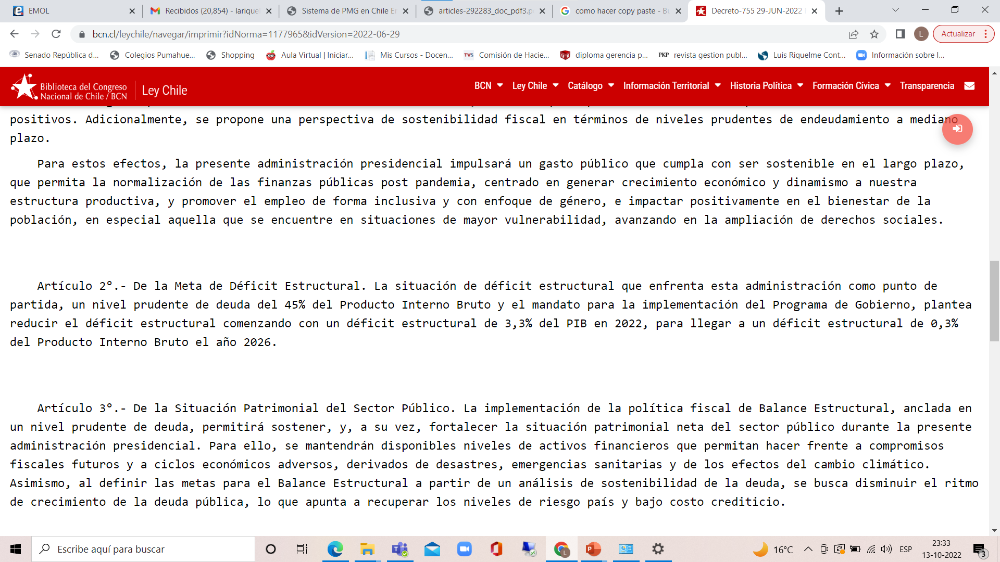 EMOL
Recibidos (20,854) - larique
Sistema de PMG en Chile E
articles-292283_doc_pdf3.p
como hacer copy paste - B
Decreto-755 29-JUN-2022
bcn.cl/leychile/navegar/imprimir?idNorma=1177965&idVersion=2022-06-29
L
Actualizar
Senado República d...
Colegios Pumahue...
Shopping
Aula Virtual | Iniciar...
Mis Cursos - Docen...
TVS
Comisión de Hacie...
diploma gerencia p...
PKP
revista gestion publ...
Luis Riquelme Cont...
Información sobre l...
Biblioteca del Congreso
Nacional de Chile / BCN
Ley Chile
BCN
Ley Chile
Catálogo
Información Territorial
Historia Política
Formación Cívica
Transparencia
positivos. Adicionalmente, se propone una perspectiva de sostenibilidad fiscal en términos de niveles prudentes de endeudamiento a mediano
plazo.
Para estos efectos, la presente administración presidencial impulsará un gasto público que cumpla con ser sostenible en el largo plazo,
que permita la normalización de las finanzas públicas post pandemia, centrado en generar crecimiento económico y dinamismo a nuestra
estructura productiva, y promover el empleo de forma inclusiva y con enfoque de género, e impactar positivamente en el bienestar de la
población, en especial aquella que se encuentre en situaciones de mayor vulnerabilidad, avanzando en la ampliación de derechos sociales.
Artículo 2°.- De la Meta de Déficit Estructural. La situación de déficit estructural que enfrenta esta administración como punto de
partida, un nivel prudente de deuda del 45% del Producto Interno Bruto y el mandato para la implementación del Programa de Gobierno, plantea
reducir el déficit estructural comenzando con un déficit estructural de 3,3% del PIB en 2022, para llegar a un déficit estructural de 0,3%
del Producto Interno Bruto el año 2026.
Artículo 3°.- De la Situación Patrimonial del Sector Público. La implementación de la política fiscal de Balance Estructural, anclada en
un nivel prudente de deuda, permitirá sostener, y, a su vez, fortalecer la situación patrimonial neta del sector público durante la presente
administración presidencial. Para ello, se mantendrán disponibles niveles de activos financieros que permitan hacer frente a compromisos
fiscales futuros y a ciclos económicos adversos, derivados de desastres, emergencias sanitarias y de los efectos del cambio climático.
Asimismo, al definir las metas para el Balance Estructural a partir de un análisis de sostenibilidad de la deuda, se busca disminuir el ritmo
de crecimiento de la deuda pública, lo que apunta a recuperar los niveles de riesgo país y bajo costo crediticio.
Escribe aquí para buscar
16°C
ESP
23:33
13-10-2022
3